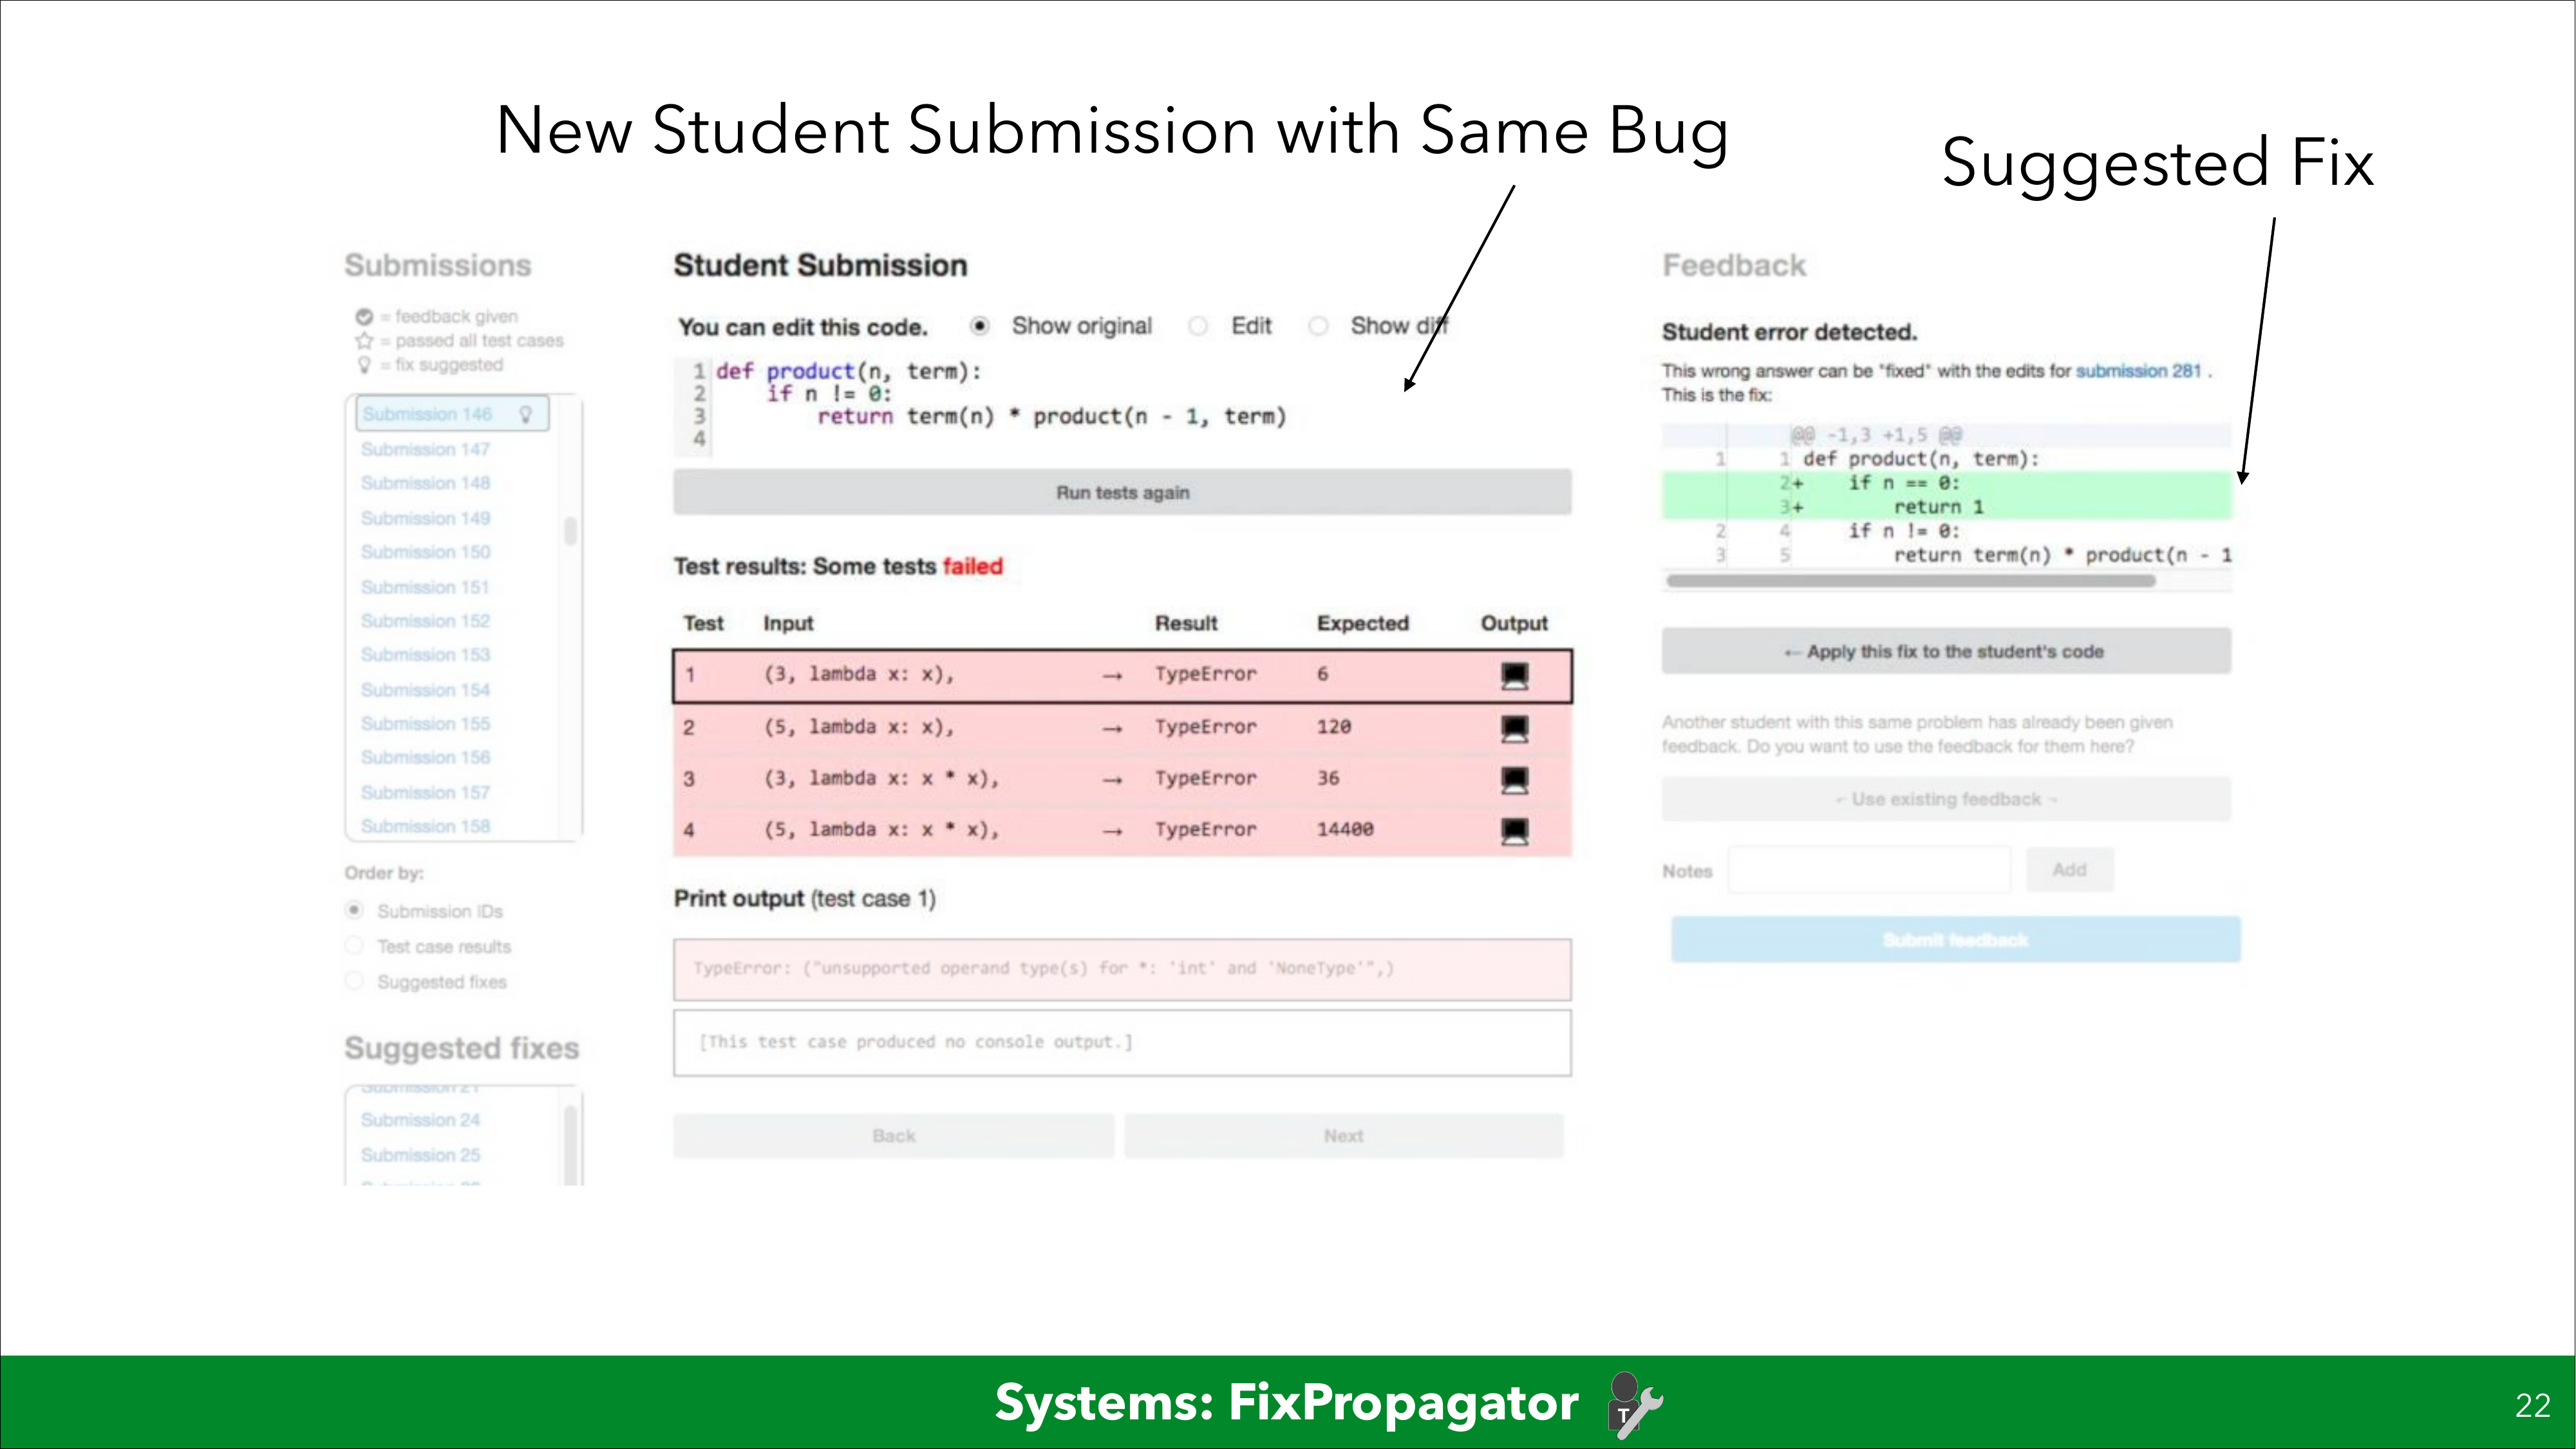 New Student Submission with Same Bug
Suggested Fix
Submissions
= feedback given
= passed all test cases
= fix suggested
Submission 146
Submission 147
Submission 148
Submission 149
Submission 150
Submission 151
Submission 152
Submission 153
Submission 154
Submission 155
Submission 156
Submission 157
Submission 158
Order by:
Submission IDs
Test case results
Suggested fixes
Suggested fixes
Submission 21
Submission 24
Submission 25
Student Submission
You can edit this code. Show original Edit Show diff
1 def product(n, term):
2 if n != 0:
3 return term(n) * product(n - 1, term)
4
Run tests again
Test results: Some tests failed
Test Input Result Expected Output
1 (3, lambda x: x), → TypeError 6
2 (5, lambda x: x), → TypeError 120
3 (3, lambda x: x * x), → TypeError 36
4 (5, lambda x: x * x), → TypeError 14400
Print output (test case 1)
TypeError: ("unsupported operand type(s) for *: 'int' and 'NoneType'",)
[This test case produced no console output.]
Back Next
Feedback
Student error detected.
This wrong answer can be "fixed" with the edits for submission 281 .
This is the fix:
@@ -1,3 +1,5 @@
1 1 def product(n, term):
2+ if n == 0:
3+ return 1
2 4 if n != 0:
3 5 return term(n) * product(n - 1
← Apply this fix to the student's code
Another student with this same problem has already been given
feedback. Do you want to use the feedback for them here?
Use existing feedback
Notes Add
Submit feedback
Systems: FixPropagator
T
22